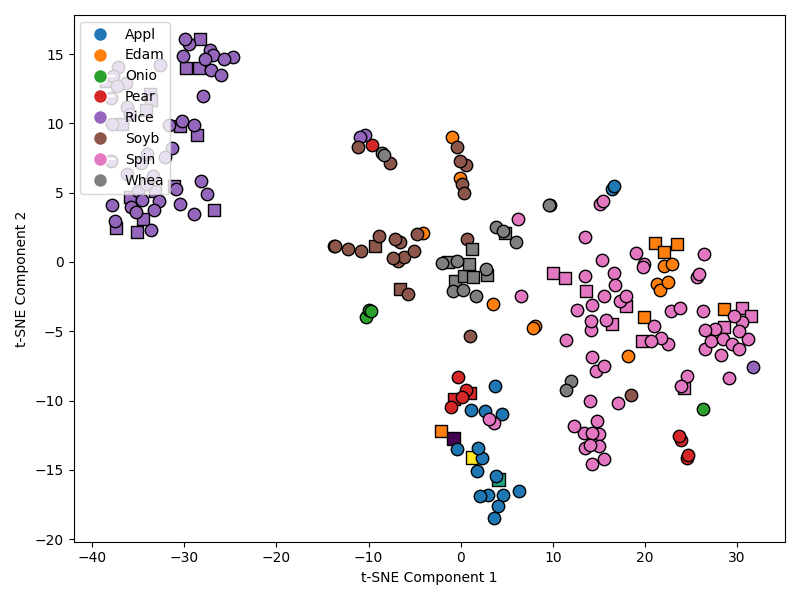 Appl
Edam
Onio
Pear
Rice
Soyb
Spin
Whea
15
10
5
0
−5
−10
−15
−20
−40
−30
−20
−10
0
10
20
30
t-SNE Component 1
t-SNE Component 2